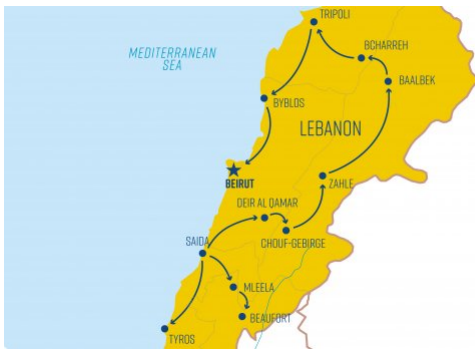 TRIPOLI
MEDITERRANEAN
SEA
BCHARREH
BAALBEK
BYBLOS
LEBANON
BEIRUT
ZAHLE
DEIR AL QAMAR
CHOUF-GEBIRGE
SAIDA
MLEELA
BEAUFORT
TYROS